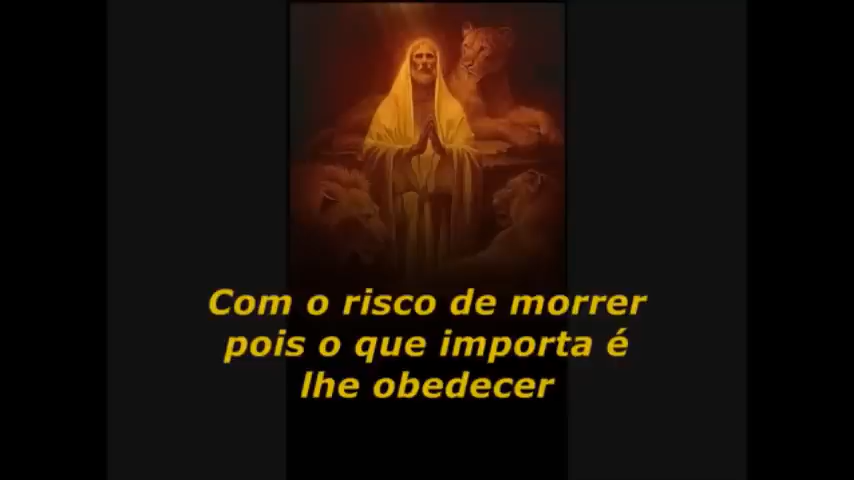 Com o risco de morrer
pois o que importa é
lhe obedecer